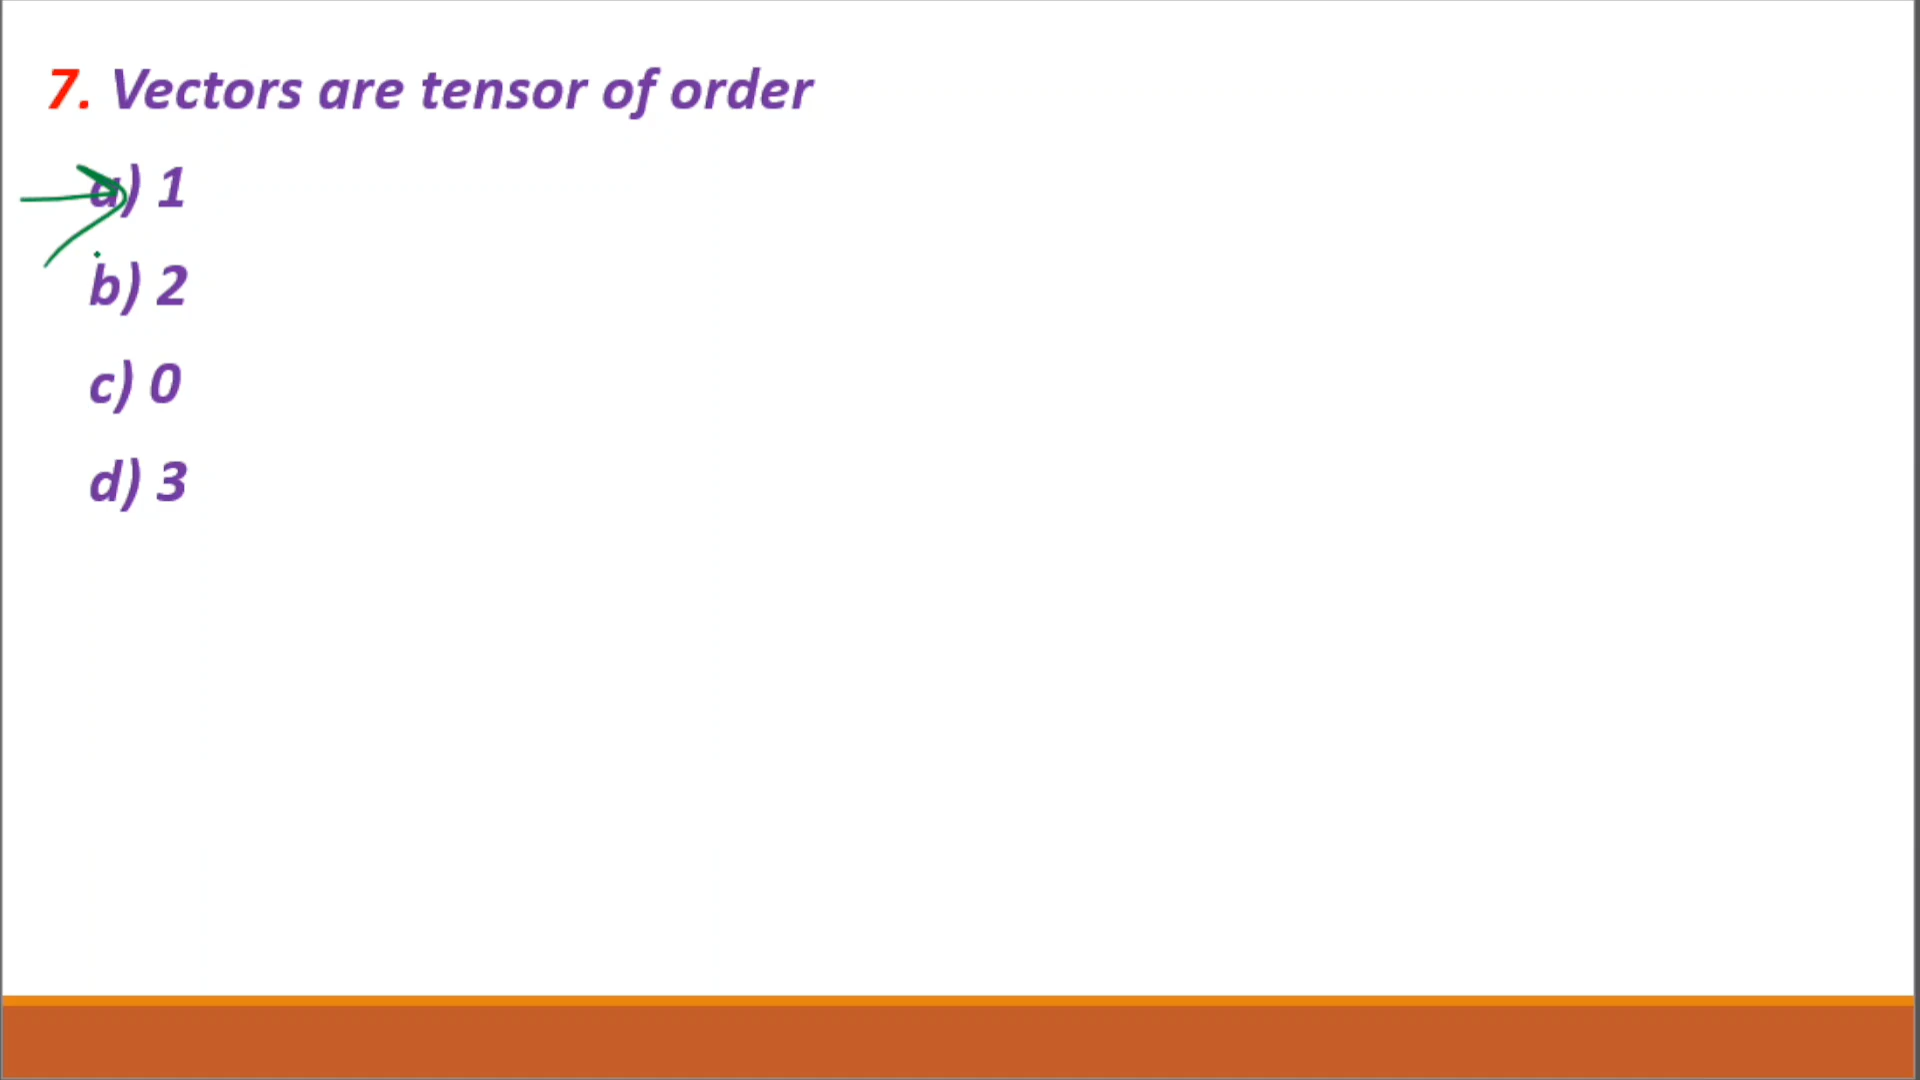 7. Vectors are tensor of order
a) 1
b) 2
c) 0
d) 3